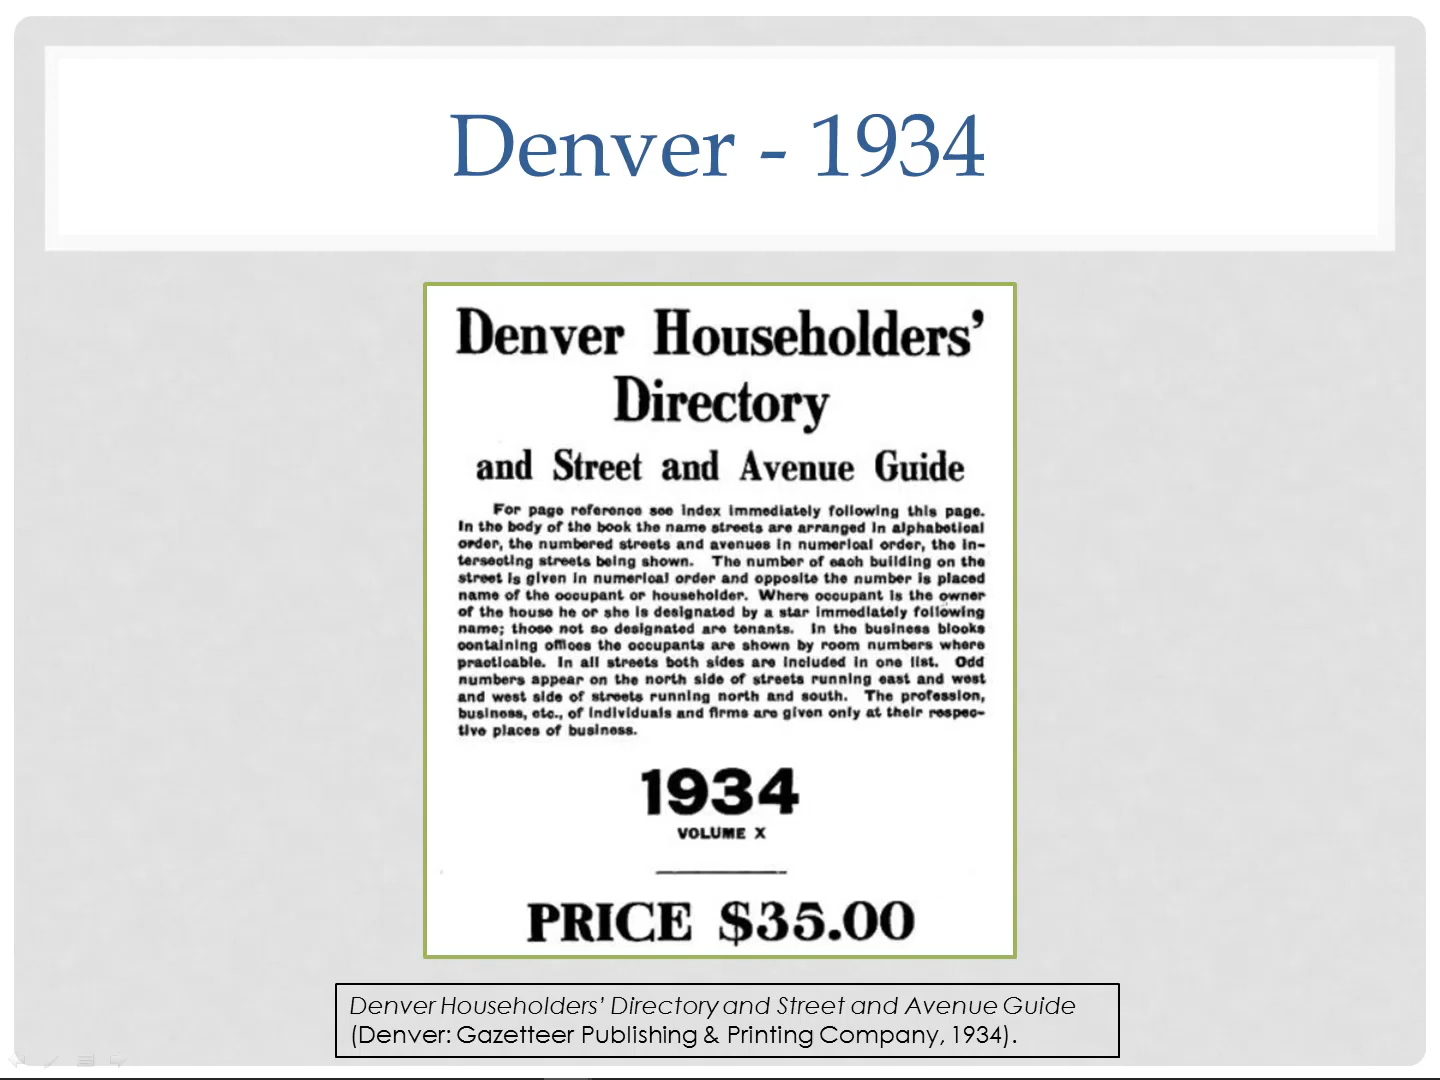 Denver - 1934
Denver Householders’
Directory
and Street and Avenue Guide
For page reference see index immediately following this page.
In the body of the book the name streets are arranged in alphabetical
order, the numbered streets and avenues in numerical order, the in-
tersecting streets being shown. The number of each building on the
street is given in numerical order and opposite the number is placed
name of the occupant or householder. Where occupant is the owner
of the house he or she is designated by a star immediately following
name; those not so designated are tenants. In the business blocks
containing offices the occupants are shown by room numbers where
practicable. In all streets both sides are included in one list. Odd
numbers appear on the north side of streets running east and west
and west side of streets running north and south. The profession,
business, etc., of individuals and firms are given only at their respec-
tive places of business.
1934
VOLUME X
PRICE $35.00
Denver Householders’ Directory and Street and Avenue Guide
(Denver: Gazetteer Publishing & Printing Company, 1934).